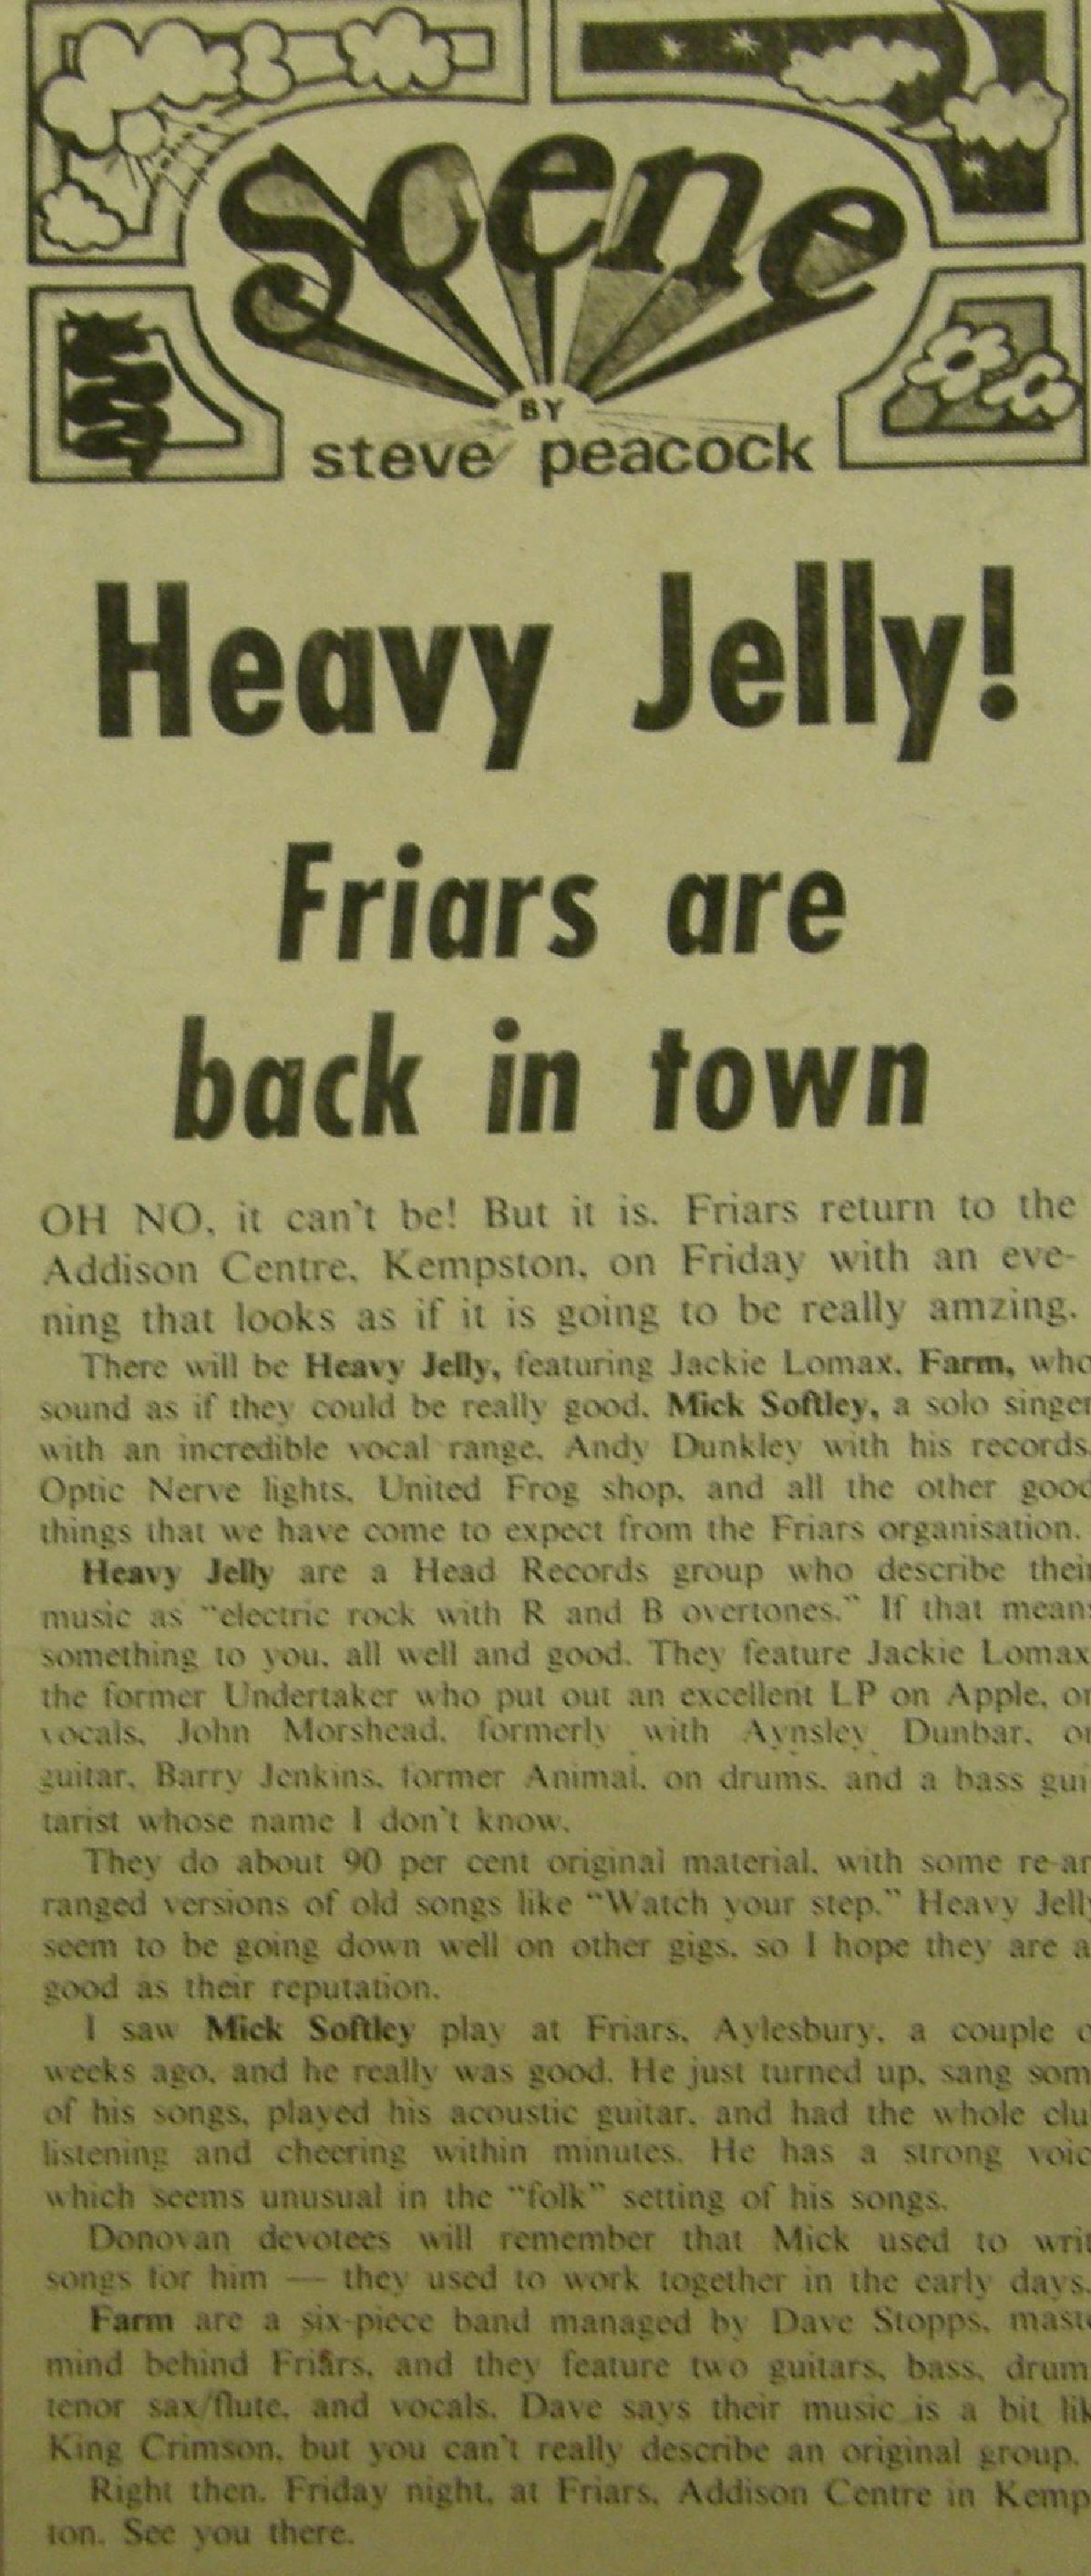 scene
BY
steve peacock
Heavy Jelly!
Friars are
back in town
OH NO, it can't be! But it is. Friars return to the
Addison Centre, Kempston, on Friday with an eve-
ning that looks as if it is going to be really amzing.
There will be Heavy Jelly, featuring Jackie Lomax, Farm, who
sound as if they could be really good, Mick Softley, a solo singer
with an incredible vocal range, Andy Dunkley with his records,
Optic Nerve lights, United Frog shop, and all the other good
things that we have come to expect from the Friars organisation.
Heavy Jelly are a Head Records group who describe their
music as "electric rock with R and B overtones." If that means
something to you, all well and good. They feature Jackie Lomax
the former Undertaker who put out an excellent LP on Apple, on
vocals, John Morshead, formerly with Aynsley Dunbar, on
guitar, Barry Jenkins, former Animal, on drums, and a bass gui
tarist whose name I don't know.
They do about 90 per cent original material, with some re-ar
ranged versions of old songs like "Watch your step." Heavy Jelly
seem to be going down well on other gigs, so I hope they are a
good as their reputation.
I saw Mick Softley play at Friars, Aylesbury, a couple o
weeks ago, and he really was good. He just turned up, sang som
of his songs, played his acoustic guitar, and had the whole clu
listening and cheering within minutes. He has a strong voic
which seems unusual in the "folk" setting of his songs.
Donovan devotees will remember that Mick used to writ
songs for him — they used to work together in the early days.
Farm are a six-piece band managed by Dave Stopps, maste
mind behind Friars, and they feature two guitars, bass, drum
tenor sax/flute, and vocals. Dave says their music is a bit lik
King Crimson, but you can't really describe an original group.
Right then. Friday night, at Friars, Addison Centre in Kemp
ton. See you there.